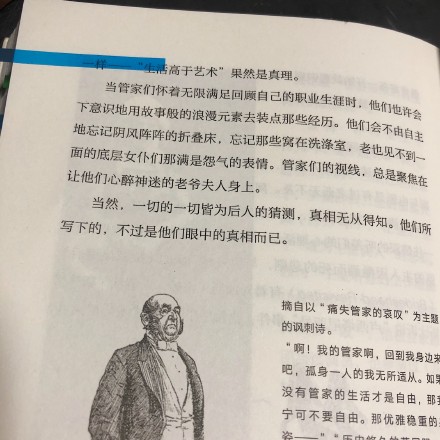 一样——“生活高于艺术”果然是真理。
当管家们怀着无限满足回顾自己的职业生涯时，他们也许会
下意识地用故事般的浪漫元素去装点那些经历。他们会不由自主
地忘记阴风阵阵的折叠床，忘记那些窝在洗涤室，老也见不到一
面的底层女仆们那满是怨气的表情。管家们的视线，总是聚焦在
让他们心醉神迷的老爷夫人身上。
当然，一切的一切皆为后人的猜测，真相无从得知。他们所
写下的，不过是他们眼中的真相而已。
摘自以“痛失管家的哀叹”为主题
的讽刺诗。
“啊！我的管家啊，回到我身边来
吧，孤身一人的我无所适从。如果
没有管家的生活才是自由，那我
宁可不要自由。那优雅稳重的
姿——”